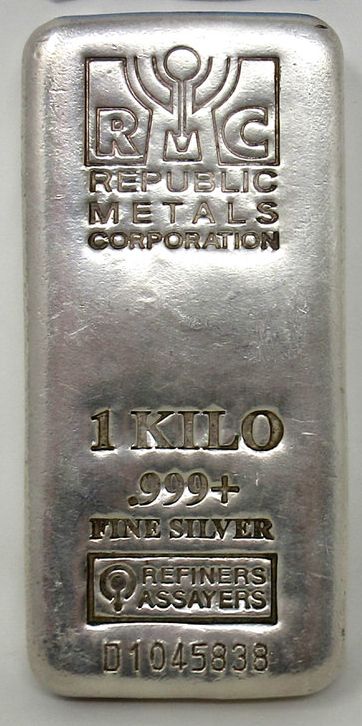 RMC
REPUBLIC
METALS
CORPORATION
1 KILO
.999+
FINE SILVER
REFINERS
ASSAYERS
D1045838